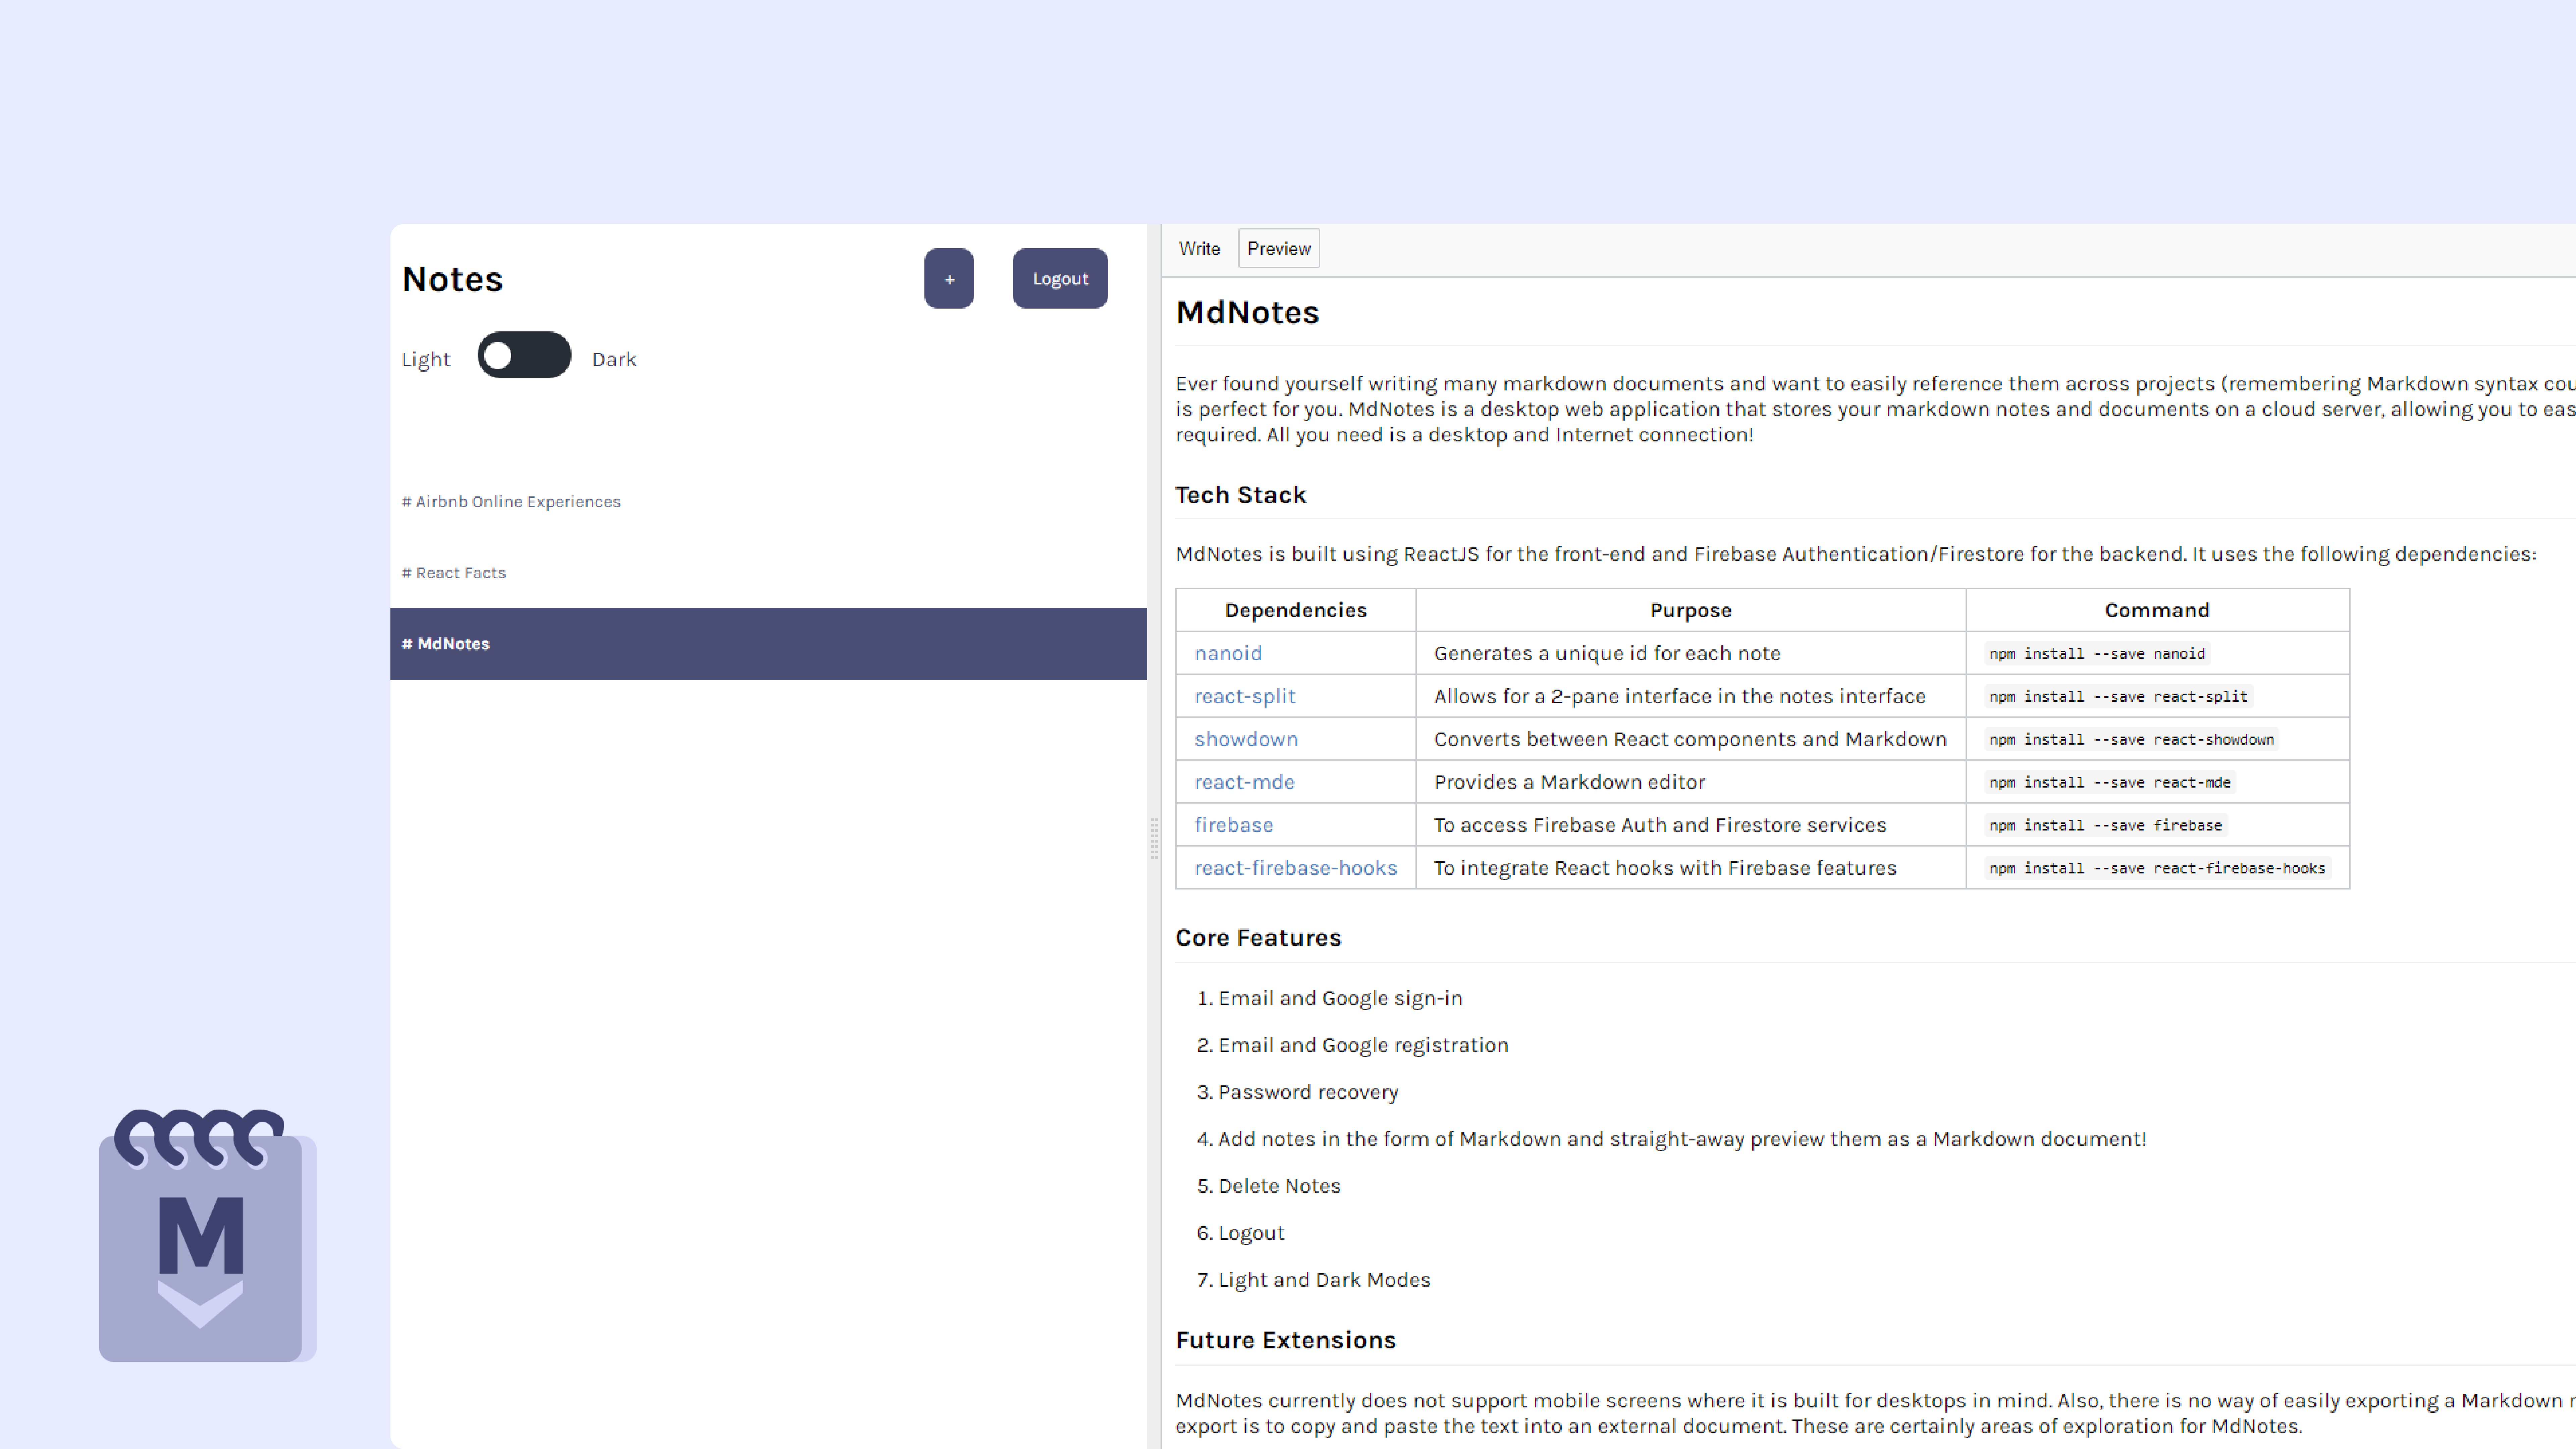 Notes
+
Logout
Light
Dark
# Airbnb Online Experiences
# React Facts
# MdNotes
M
Write
Preview
MdNotes
Ever found yourself writing many markdown documents and want to easily reference them across projects (remembering Markdown syntax
is perfect for you. MdNotes is a desktop web application that stores your markdown notes and documents on a cloud server, allowing you to
required. All you need is a desktop and Internet connection!
Tech Stack
MdNotes is built using ReactJS for the front-end and Firebase Authentication/Firestore for the backend. It uses the following dependencies:
Dependencies Purpose Command
nanoid Generates a unique id for each note npm install --save nanoid
react-split Allows for a 2-pane interface in the notes interface npm install --save react-split
showdown Converts between React components and Markdown npm install --save react-showdown
react-mde Provides a Markdown editor npm install --save react-mde
firebase To access Firebase Auth and Firestore services npm install --save firebase
react-firebase-hooks To integrate React hooks with Firebase features npm install --save react-firebase-hooks
Core Features
1. Email and Google sign-in
2. Email and Google registration
3. Password recovery
4. Add notes in the form of Markdown and straight-away preview them as a Markdown document!
5. Delete Notes
6. Logout
7. Light and Dark Modes
Future Extensions
MdNotes currently does not support mobile screens where it is built for desktops in mind. Also, there is no way of easily exporting a Markdown
export is to copy and paste the text into an external document. These are certainly areas of exploration for MdNotes.